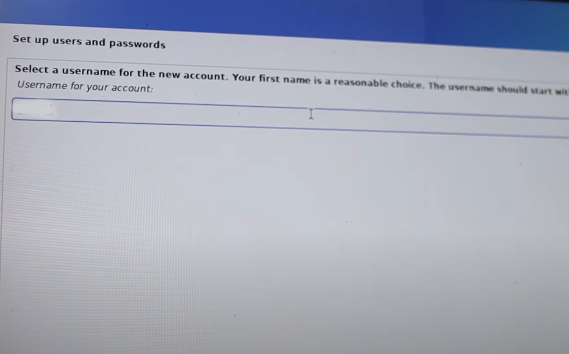 Set up users and passwords
Select a username for the new account. Your first name is a reasonable choice. The username should start wit
Username for your account: